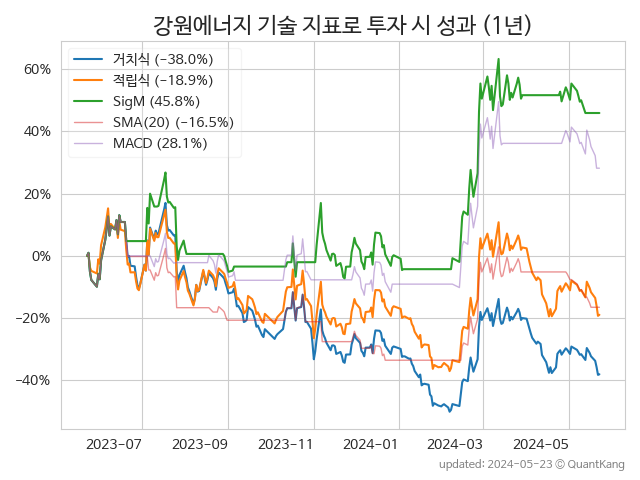 강원에너지 기술 지표로 투자 시 성과 (1년)
거치식 (−38.0%)
적립식 (−18.9%)
SigM (45.8%)
SMA(20) (−16.5%)
MACD (28.1%)
60%
40%
20%
0%
−20%
−40%
2023-07
2023-09
2023-11
2024-01
2024-03
2024-05
updated: 2024-05-23 © QuantKang